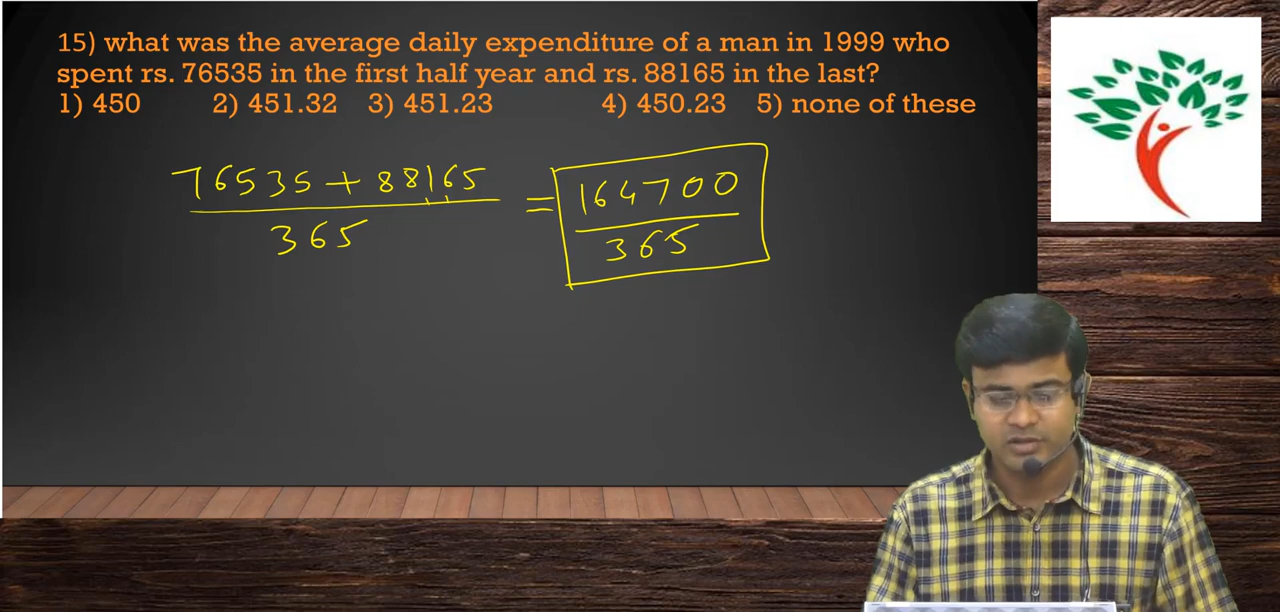 15) what was the average daily expenditure of a man in 1999 who
spent rs. 76535 in the first half year and rs. 88165 in the last?
1) 450 2) 451.32 3) 451.23 4) 450.23 5) none of these
76535 + 88165 = 164700
365 365